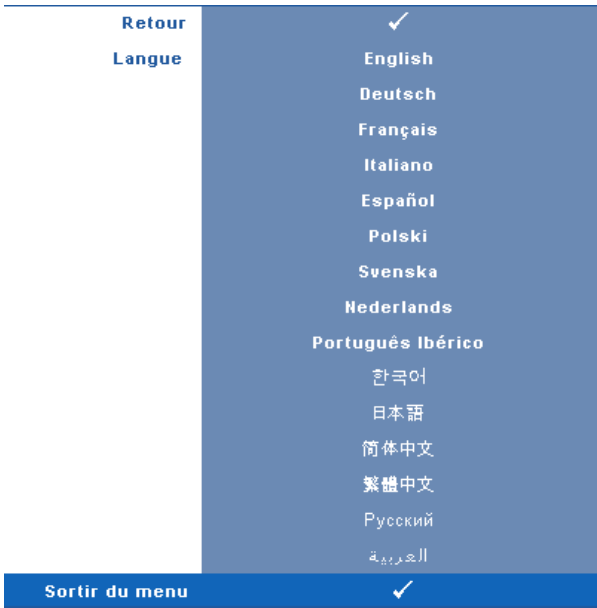 Retour ✓
Langue English
Deutsch
Français
Italiano
Español
Polski
Svenska
Nederlands
Português Ibérico
한국어
日本語
简体中文
繁體中文
Русский
العربية
Sortir du menu ✓